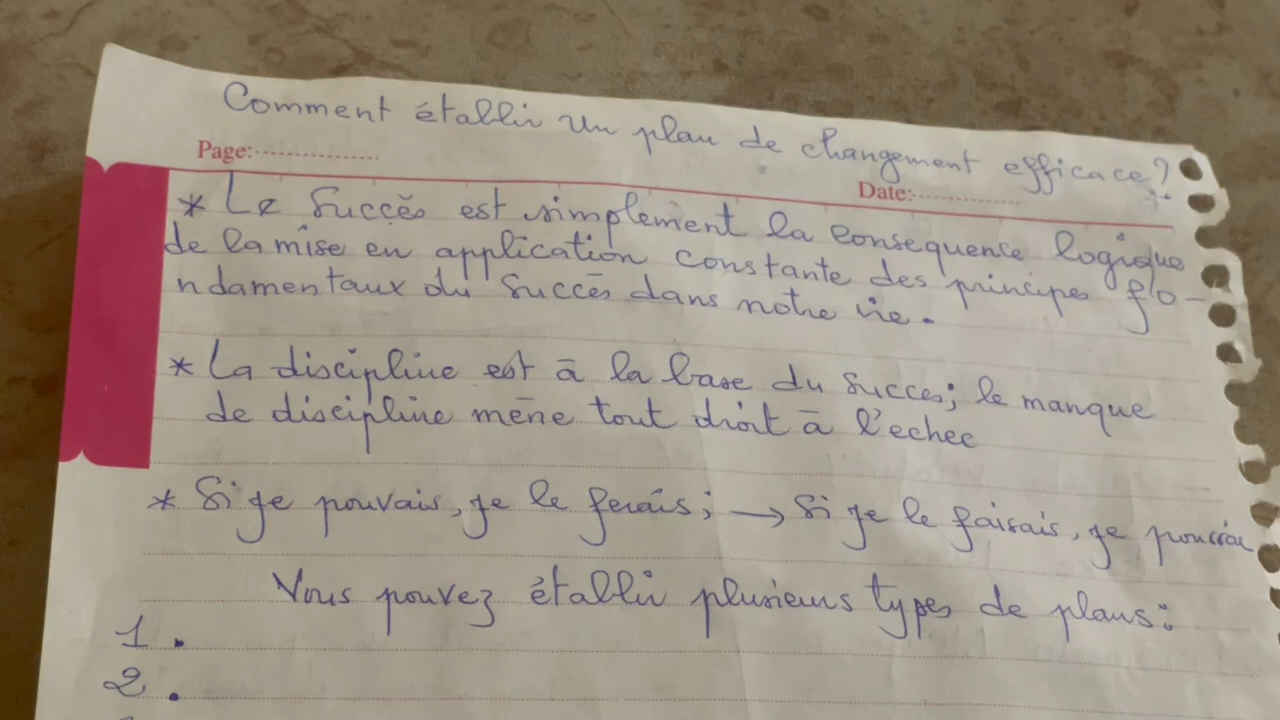 Comment établir un plan de changement efficace?
Page:
Date:
* Le Succès est simplement la consequence logique
de la mise en application constante des principes fo-
ndamentaux du Succès dans notre vie.
* La discipline est à la base du Succes; le manque
de discipline mène tout droit à l'echec
* Si je pouvais, je le ferais; → Si je le faisais, je
Vous pouvez établir plusieurs types de plans:
1.
2.